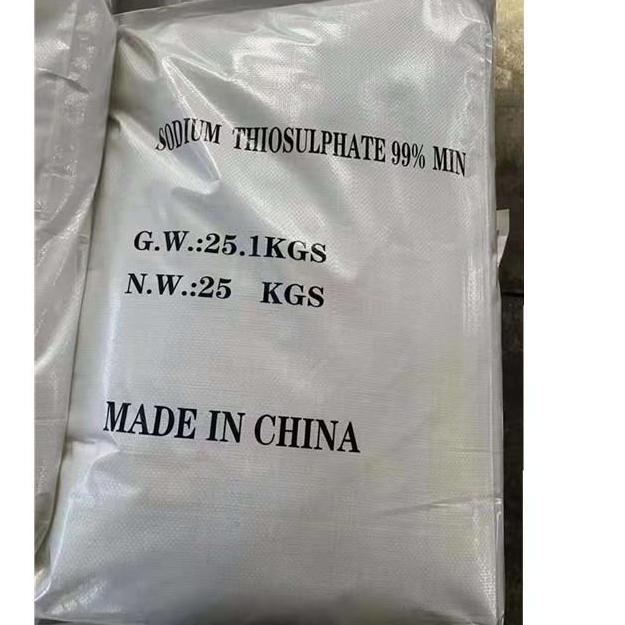 SODIUM THIOSULPHATE 99% MIN
G.W.:25.1KGS
N.W.:25 KGS
MADE IN CHINA